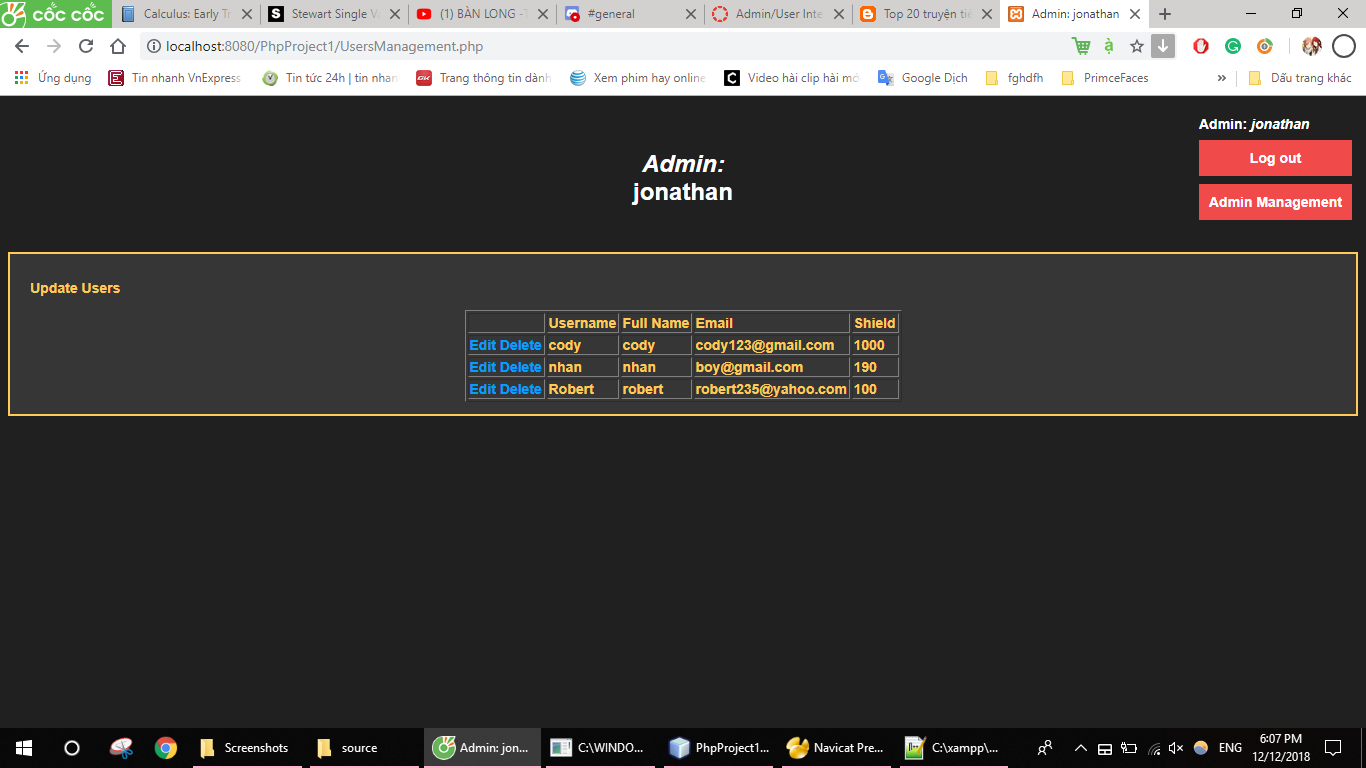 cốc cốc
Calculus: Early Tr
Stewart Single V
(1) BÀN LONG -
#general
Admin/User Inte
Top 20 truyện tiê
Admin: jonathan
localhost:8080/PhpProject1/UsersManagement.php
Ứng dụng
Tin nhanh VnExpress
Tin tức 24h | tin nhan
Trang thông tin dành
Xem phim hay online
Video hài clip hài mớ
Google Dịch
fghdfh
PrimceFaces
»
Dấu trang khác
Admin: jonathan
Log out
Admin Management
Admin:
jonathan
Update Users
Username Full Name Email Shield
Edit Delete cody cody cody123@gmail.com 1000
Edit Delete nhan nhan boy@gmail.com 190
Edit Delete Robert robert robert235@yahoo.com 100
Screenshots
source
Admin: jon...
C:\WINDO...
PhpProject1...
Navicat Pre...
C:\xampp\...
ENG
6:07 PM
12/12/2018